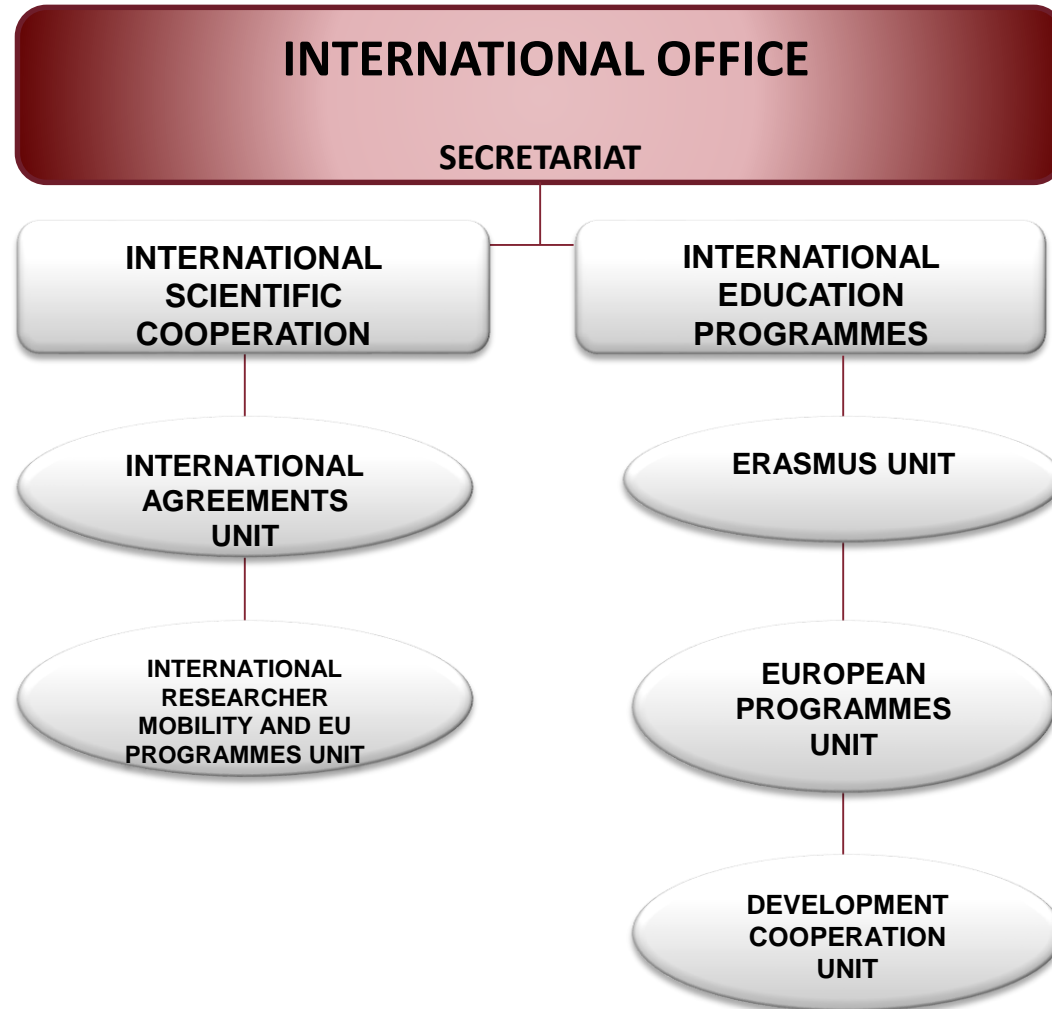 INTERNATIONAL OFFICE
SECRETARIAT
INTERNATIONAL
SCIENTIFIC
COOPERATION
INTERNATIONAL
EDUCATION
PROGRAMMES
INTERNATIONAL
AGREEMENTS
UNIT
ERASMUS UNIT
INTERNATIONAL
RESEARCHER
MOBILITY AND EU
PROGRAMMES UNIT
EUROPEAN
PROGRAMMES
UNIT
DEVELOPMENT
COOPERATION
UNIT